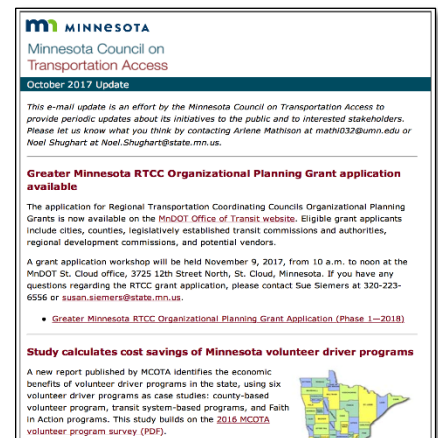 MINNESOTA
Minnesota Council on
Transportation Access
October 2017 Update
This e-mail update is an effort by the Minnesota Council on Transportation Access to
provide periodic updates about its initiatives to the public and to interested stakeholders.
Please let us know what you think by contacting Arlene Mathison at mathi032@umn.edu or
Noel Shughart at Noel.Shughart@state.mn.us.
Greater Minnesota RTCC Organizational Planning Grant application
available
The application for Regional Transportation Coordinating Councils Organizational Planning
Grants is now available on the MnDOT Office of Transit website. Eligible grant applicants
include cities, counties, legislatively established transit commissions and authorities,
regional development commissions, and potential vendors.
A grant application workshop will be held November 9, 2017, from 10 a.m. to noon at the
MnDOT St. Cloud office, 3725 12th Street North, St. Cloud, Minnesota. If you have any
questions regarding the RTCC grant application, please contact Sue Siemers at 320-223-
6556 or susan.siemers@state.mn.us.
• Greater Minnesota RTCC Organizational Planning Grant Application (Phase 1—2018)
Study calculates cost savings of Minnesota volunteer driver programs
A new report published by MCOTA identifies the economic
benefits of volunteer driver programs in the state, using six
volunteer driver programs as case studies: county-based
volunteer program, transit system-based programs, and Faith
in Action programs. This study builds on the 2016 MCOTA
volunteer program survey (PDF).